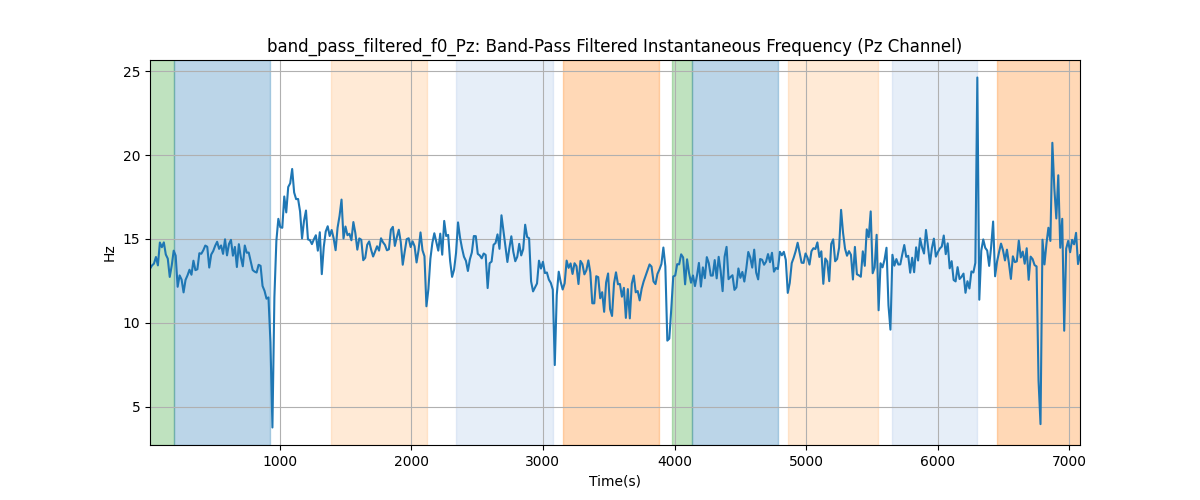 band_pass_filtered_f0_Pz: Band-Pass Filtered Instantaneous Frequency (Pz Channel)
25
20
15
10
5
Hz
1000 2000 3000 4000 5000 6000 7000
Time(s)